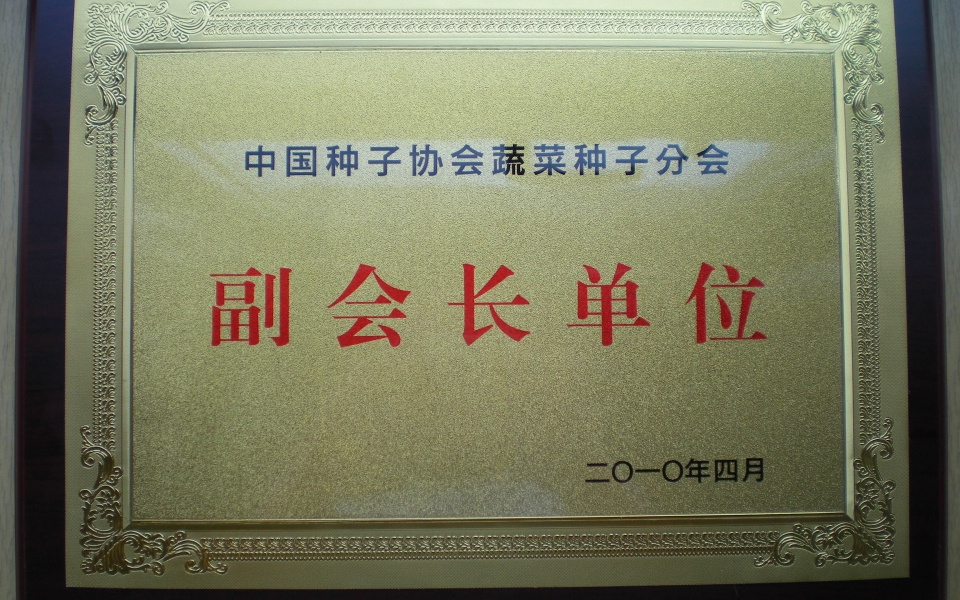 中国种子协会蔬菜种子分会
副会长单位
二〇一〇年四月